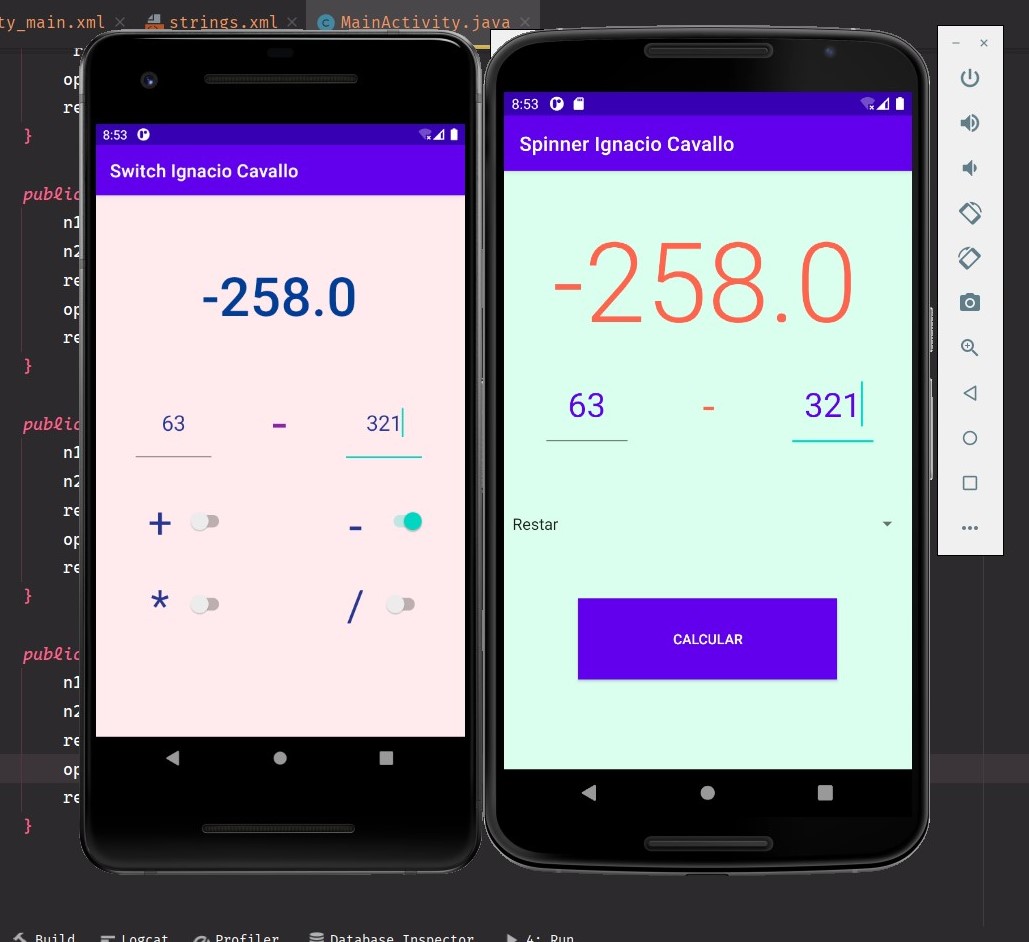 ty_main.xml
strings.xml
MainActivity.java
re
op
re
}
public
n1
n2
re
op
re
}
public
n1
n2
re
op
re
}
public
n1
n2
re
op
re
}
8:53
Switch Ignacio Cavallo
-258.0
63 - 321
+ -
* /
8:53
Spinner Ignacio Cavallo
-258.0
63 - 321
Restar
CALCULAR
Build Logcat Profiler Database Inspector 4: Run